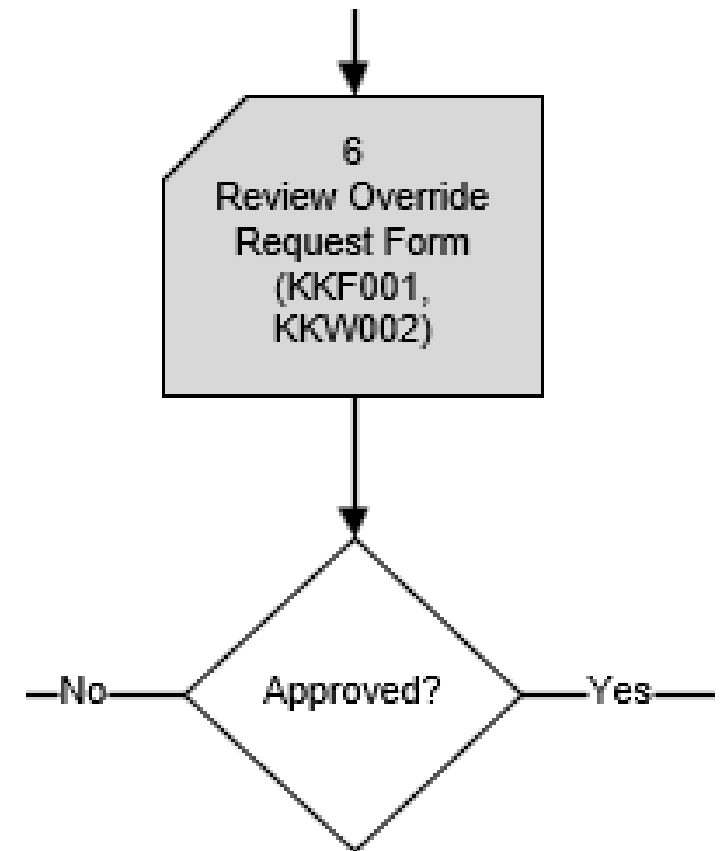 6
Review Override
Request Form
(KKF001,
KKW002)
No
Approved?
Yes